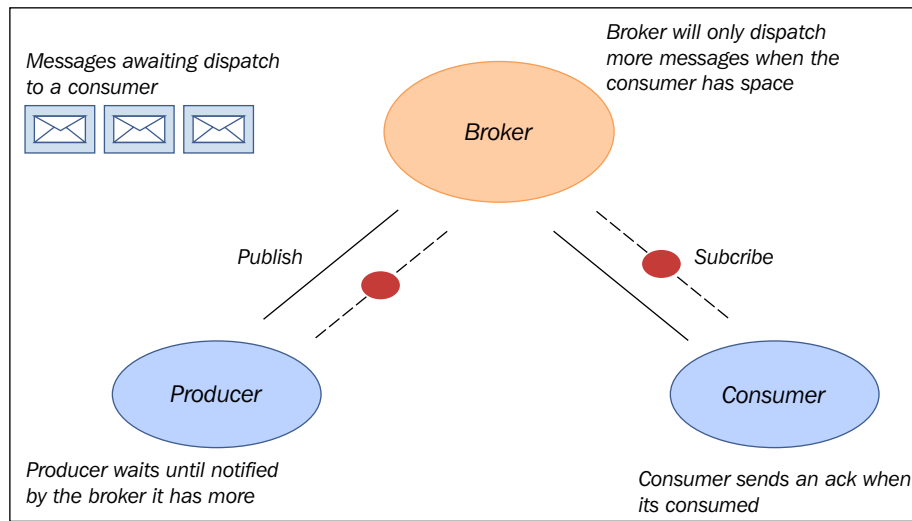 Messages awaiting dispatch
to a consumer
Broker will only dispatch
more messages when the
consumer has space
Broker
Publish
Subcribe
Producer
Consumer
Producer waits until notified
by the broker it has more
Consumer sends an ack when
its consumed